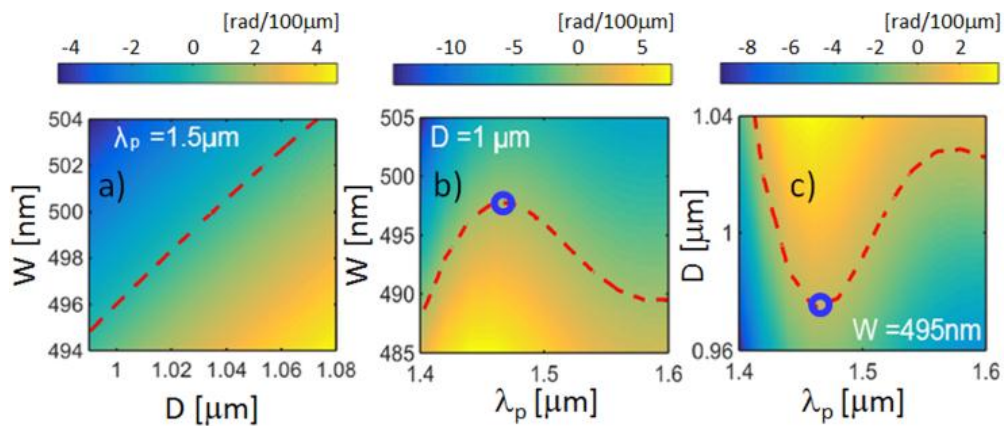 [rad/100µm] [rad/100µm] [rad/100µm]
-4 -2 0 2 4 -10 -5 0 5 -8 -6 -4 -2 0 2
504 502 500 498 496 494
W [nm]
λp =1.5µm
a)
1 1.02 1.04 1.06 1.08
D [µm]
505 500 495 490 485
W [nm]
D =1 µm
b)
1.4 1.5 1.6
λp [µm]
1.04 1 0.96
D [µm]
c)
W =495nm
1.4 1.5 1.6
λp [µm]